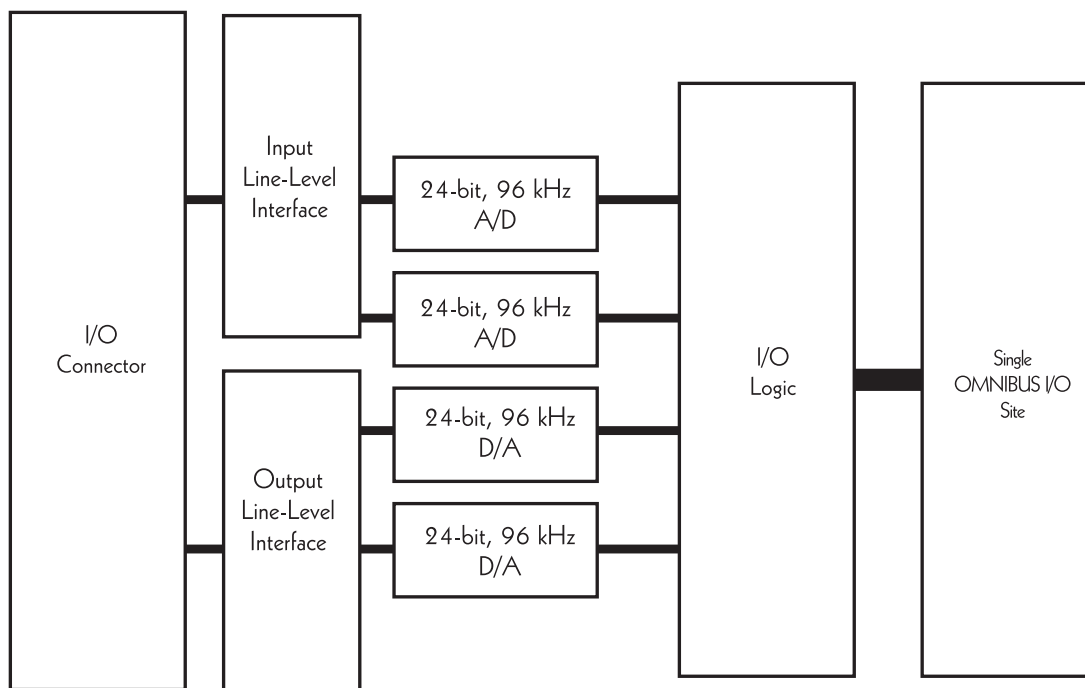 I/O
Connector
Input
Line-Level
Interface
Output
Line-Level
Interface
24-bit, 96 kHz
A/D
24-bit, 96 kHz
A/D
24-bit, 96 kHz
D/A
24-bit, 96 kHz
D/A
I/O
Logic
Single
OMNIBUS I/O
Site